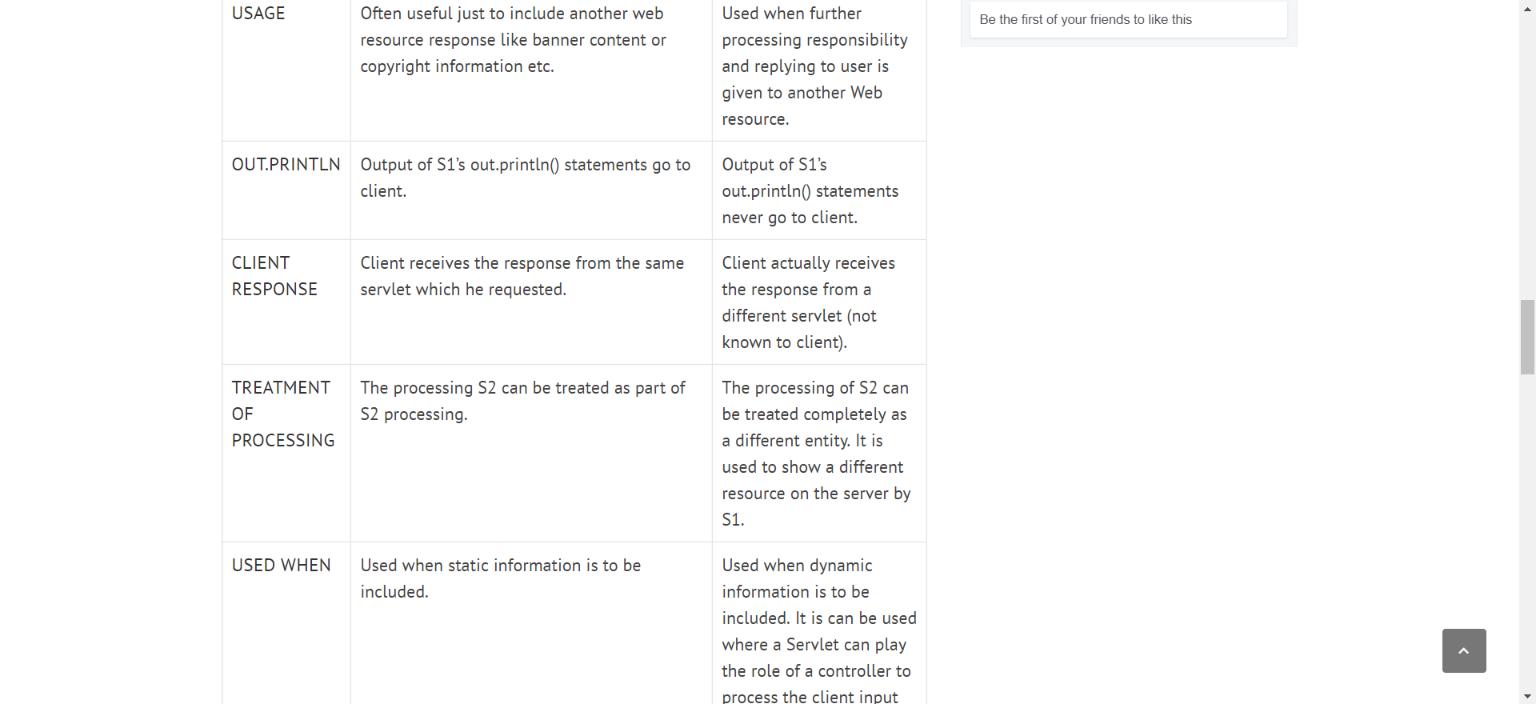 USAGE
Often useful just to include another web
resource response like banner content or
copyright information etc.
Used when further
processing responsibility
and replying to user is
given to another Web
resource.
OUT.PRINTLN
Output of S1’s out.println() statements go to
client.
Output of S1’s
out.println() statements
never go to client.
CLIENT
RESPONSE
Client receives the response from the same
servlet which he requested.
Client actually receives
the response from a
different servlet (not
known to client).
TREATMENT
OF
PROCESSING
The processing S2 can be treated as part of
S2 processing.
The processing of S2 can
be treated completely as
a different entity. It is
used to show a different
resource on the server by
S1.
USED WHEN
Used when static information is to be
included.
Used when dynamic
information is to be
included. It is can be used
where a Servlet can play
the role of a controller to
process the client input
Be the first of your friends to like this